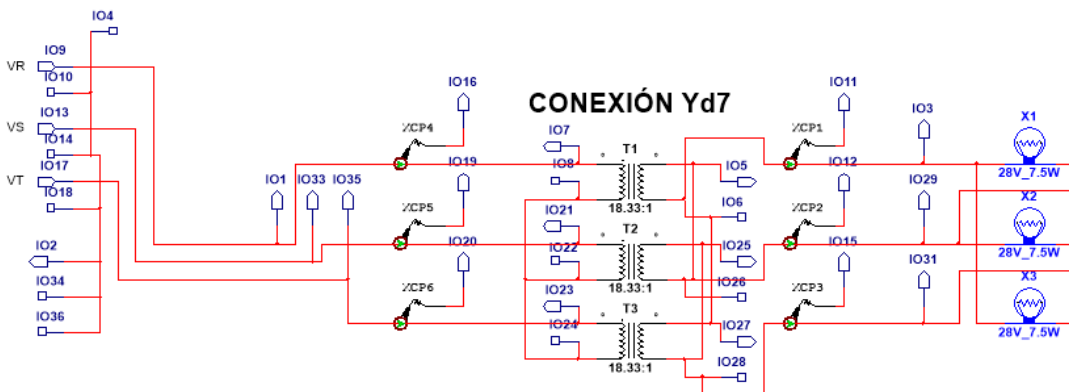 IO4
IO9
VR
IO10
IO16
IO11
CONEXIÓN Yd7
IO3
X1
IO13
VS
XCP4
IO7
T1
XCP1
IO14
IO19
IO8
IO5
IO12
28V_7.5W
IO17
VT
IO1
IO33
IO35
IO18
IO6
IO29
18.33:1
X2
XCP5
IO21
T2
XCP2
IO20
IO22
IO25
IO15
28V_7.5W
IO2
IO31
X3
IO34
18.33:1
IO26
XCP6
IO23
T3
XCP3
IO36
IO24
IO27
28V_7.5W
IO28
18.33:1